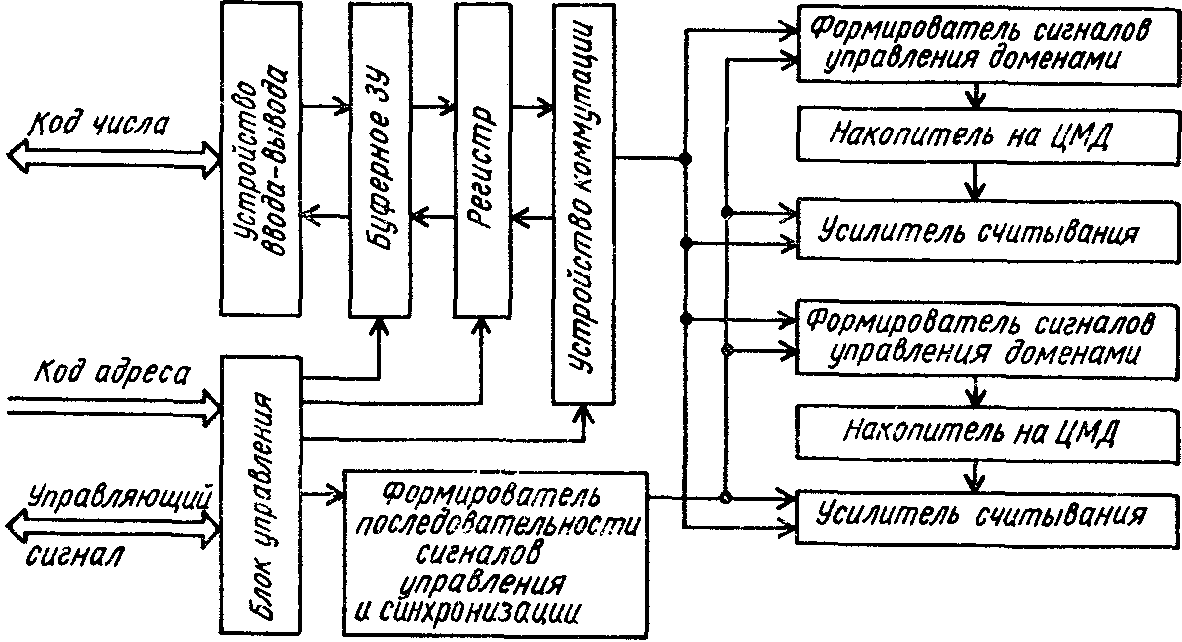 Код числа
Устройство
ввода-вывода
Буферное ЗУ
Регистр
Устройство коммутации
Формирователь сигналов
управления доменами
Накопитель на ЦМД
Усилитель считывания
Формирователь сигналов
управления доменами
Накопитель на ЦМД
Усилитель считывания
Код адреса
Управляющий
сигнал
Блок управления
Формирователь
последовательности
сигналов
управления
и синхронизации